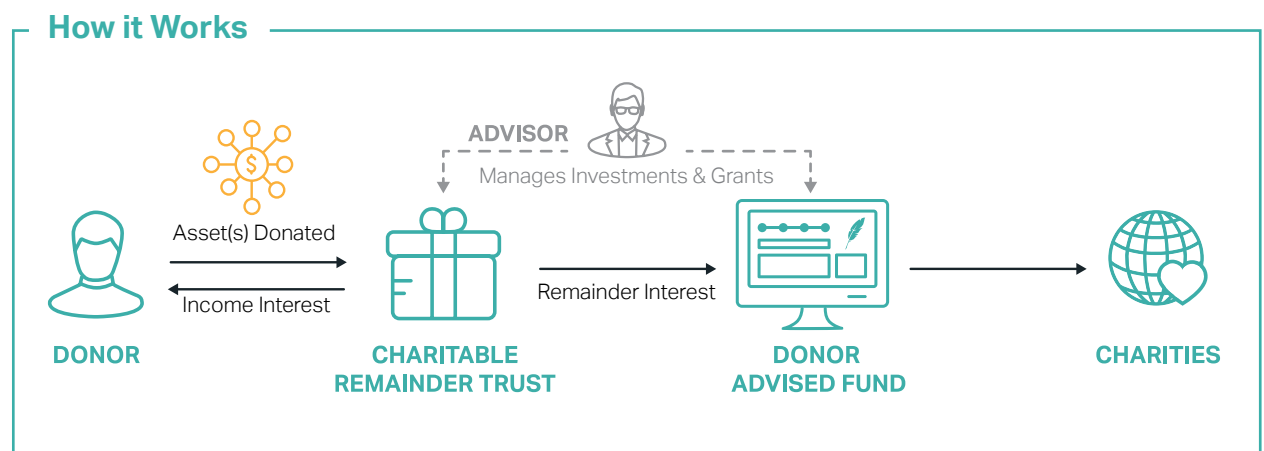 How it Works
ADVISOR
Manages Investments & Grants
$
Asset(s) Donated
Income Interest
Remainder Interest
DONOR
CHARITABLE
REMAINDER TRUST
DONOR
ADVISED FUND
CHARITIES